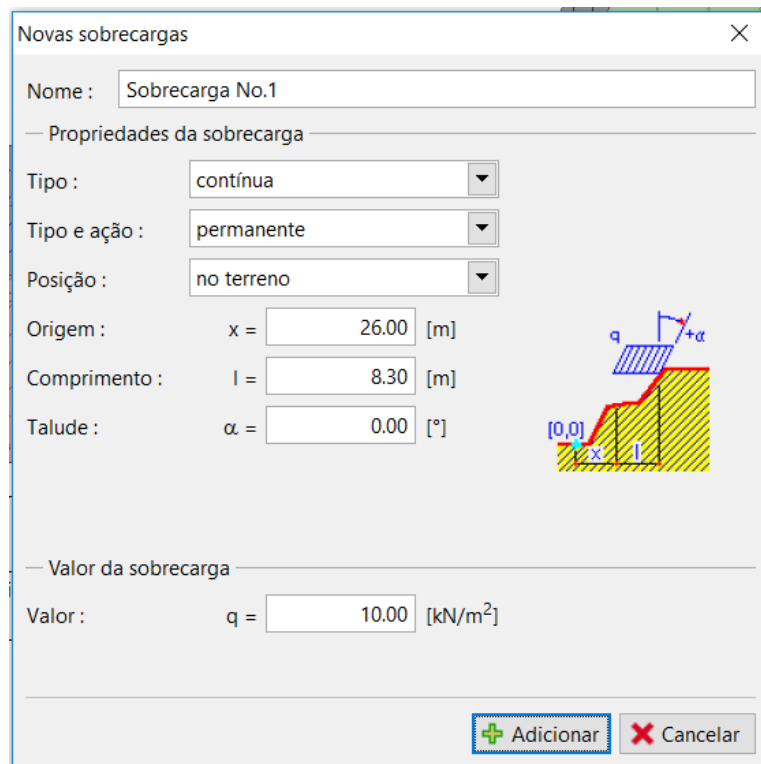 Novas sobrecargas
Nome : Sobrecarga No.1
Propriedades da sobrecarga
Tipo : contínua
Tipo e ação : permanente
Posição : no terreno
Origem : x = 26.00 [m]
Comprimento : l = 8.30 [m]
Talude : α = 0.00 [°]
q +α
[0,0]
x l
Valor da sobrecarga
Valor : q = 10.00 [kN/m²]
Adicionar Cancelar